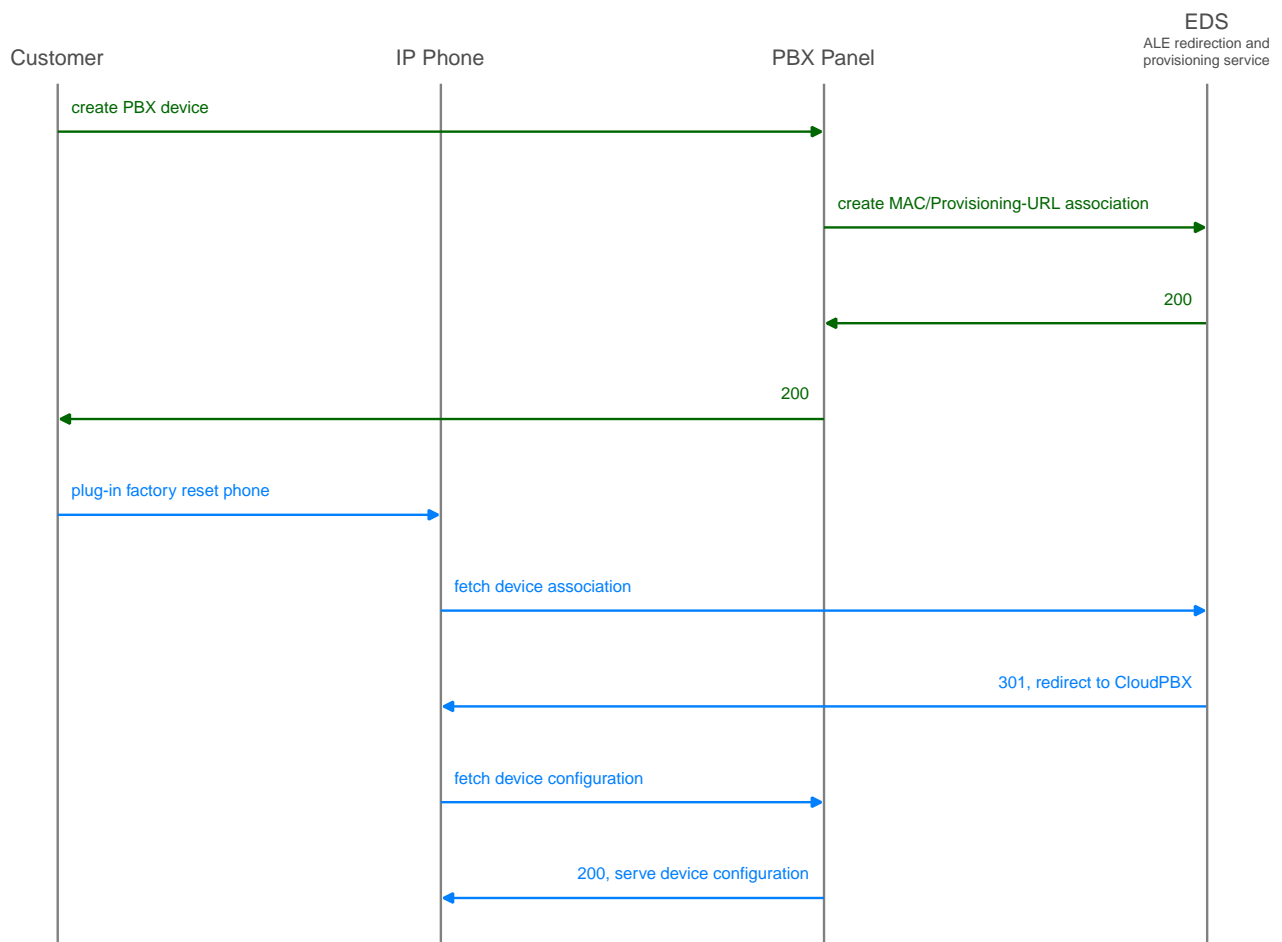 EDS
ALE redirection and
provisioning service
Customer
IP Phone
PBX Panel
create PBX device
create MAC/Provisioning-URL association
200
200
plug-in factory reset phone
fetch device association
301, redirect to CloudPBX
fetch device configuration
200, serve device configuration